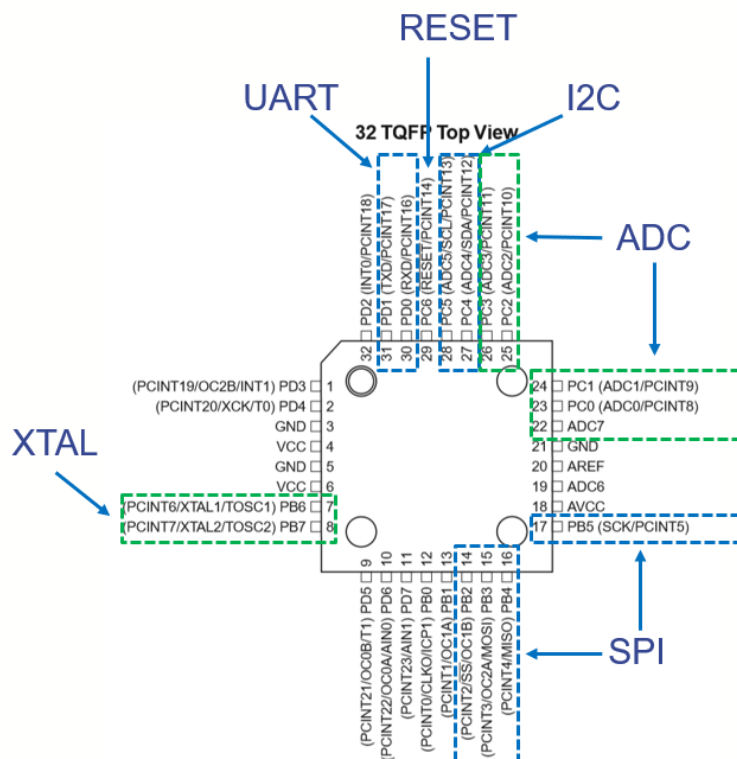 RESET
UART
I2C
32 TQFP Top View
ADC
PD2 (INT0/PCINT18)
PD1 (TXD/PCINT17)
PD0 (RXD/PCINT16)
PC6 (RESET/PCINT14)
PC5 (ADC5/SCL/PCINT13)
PC4 (ADC4/SDA/PCINT12)
PC3 (ADC3/PCINT11)
PC2 (ADC2/PCINT10)
32 31 30 29 28 27 26 25
(PCINT19/OC2B/INT1) PD3 1
(PCINT20/XCK/T0) PD4 2
GND 3
VCC 4
GND 5
VCC 6
(PCINT6/XTAL1/TOSC1) PB6 7
(PCINT7/XTAL2/TOSC2) PB7 8
XTAL
24 PC1 (ADC1/PCINT9)
23 PC0 (ADC0/PCINT8)
22 ADC7
21 GND
20 AREF
19 ADC6
18 AVCC
17 PB5 (SCK/PCINT5)
9 10 11 12 13 14 15 16
(PCINT21/OC0B/T1) PD5
(PCINT22/OC0A/AIN0) PD6
(PCINT23/AIN1) PD7
(PCINT0/CLKO/ICP1) PB0
(PCINT1/OC1A) PB1
(PCINT2/SS/OC1B) PB2
(PCINT3/OC2A/MOSI) PB3
(PCINT4/MISO) PB4
SPI